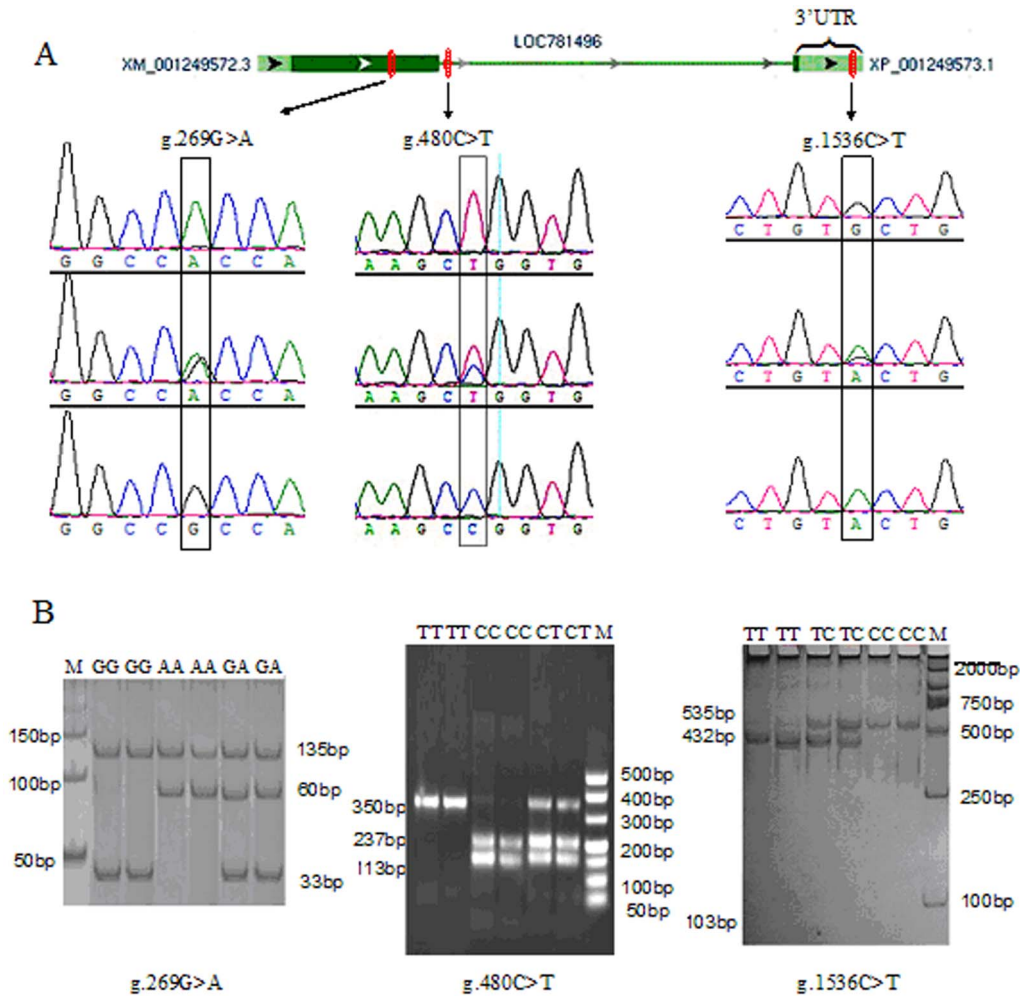 A
3'UTR
LOC781496
XM_001249572.3
XP_001249573.1
g.269G>A
g.480C>T
g.1536C>T
G G C C A C C A
A A G C T G G T G
C T G T G C T G
G G C C A C C A
A A G C T G G T G
C T G T A C T G
G G C C G C C A
A A G C C G G T G
C T G T A C T G
B
M GG GG AA AA GA GA
150bp
100bp
50bp
135bp
60bp
33bp
TT TT CC CC CT CT M
350bp
237bp
113bp
500bp
400bp
300bp
200bp
100bp
50bp
TT TT TC TC CC CC M
535bp
432bp
103bp
2000bp
750bp
500bp
250bp
100bp
g.269G>A
g.480C>T
g.1536C>T